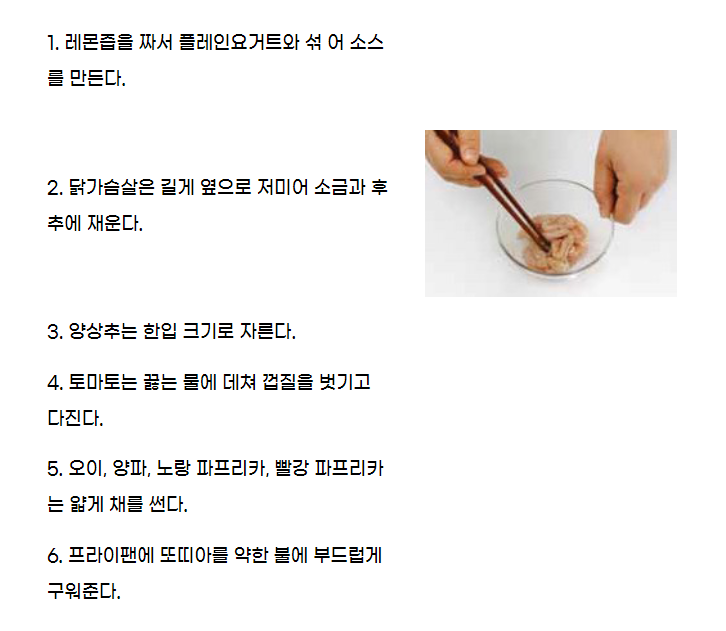 1. 레몬즙을 짜서 플레인요거트와 섞 어 소스
를 만든다.
2. 닭가슴살은 길게 옆으로 저미어 소금과 후
추에 재운다.
3. 양상추는 한입 크기로 자른다.
4. 토마토는 끓는 물에 데쳐 껍질을 벗기고
다진다.
5. 오이, 양파, 노랑 파프리카, 빨강 파프리카
는 얇게 채를 썬다.
6. 프라이팬에 또띠아를 약한 불에 부드럽게
구워준다.